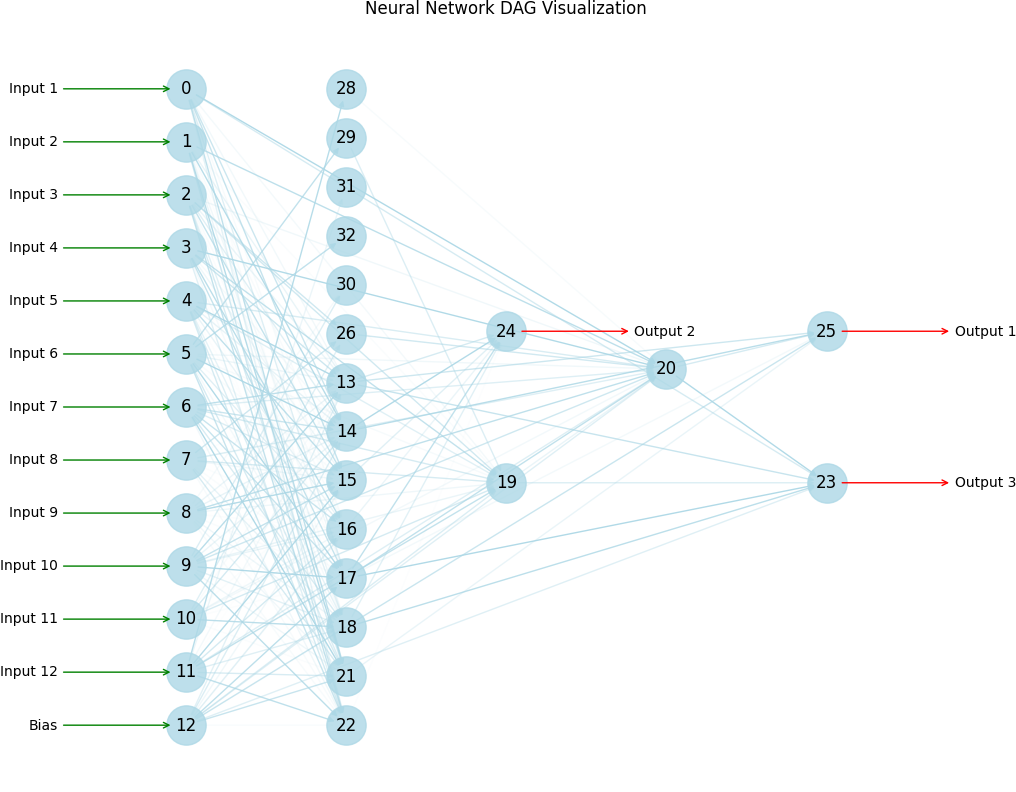 Neural Network DAG Visualization
Input 1
0
28
Input 2
1
29
Input 3
2
31
Input 4
3
32
Input 5
4
30
Input 6
5
26
24
Output 2
25
Output 1
20
Input 7
6
13
Input 8
7
14
Input 9
8
15
19
23
Output 3
16
Input 10
9
17
Input 11
10
18
Input 12
11
21
Bias
12
22